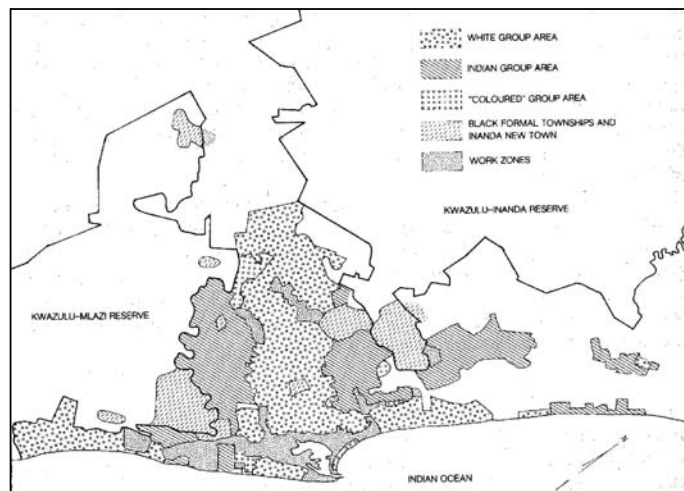 WHITE GROUP AREA
INDIAN GROUP AREA
"COLOURED" GROUP AREA
BLACK FORMAL TOWNSHIPS AND
INANDA NEW TOWN
WORK ZONES
KWAZULU-INANDA RESERVE
KWAZULU-MLAZI RESERVE
INDIAN OCEAN